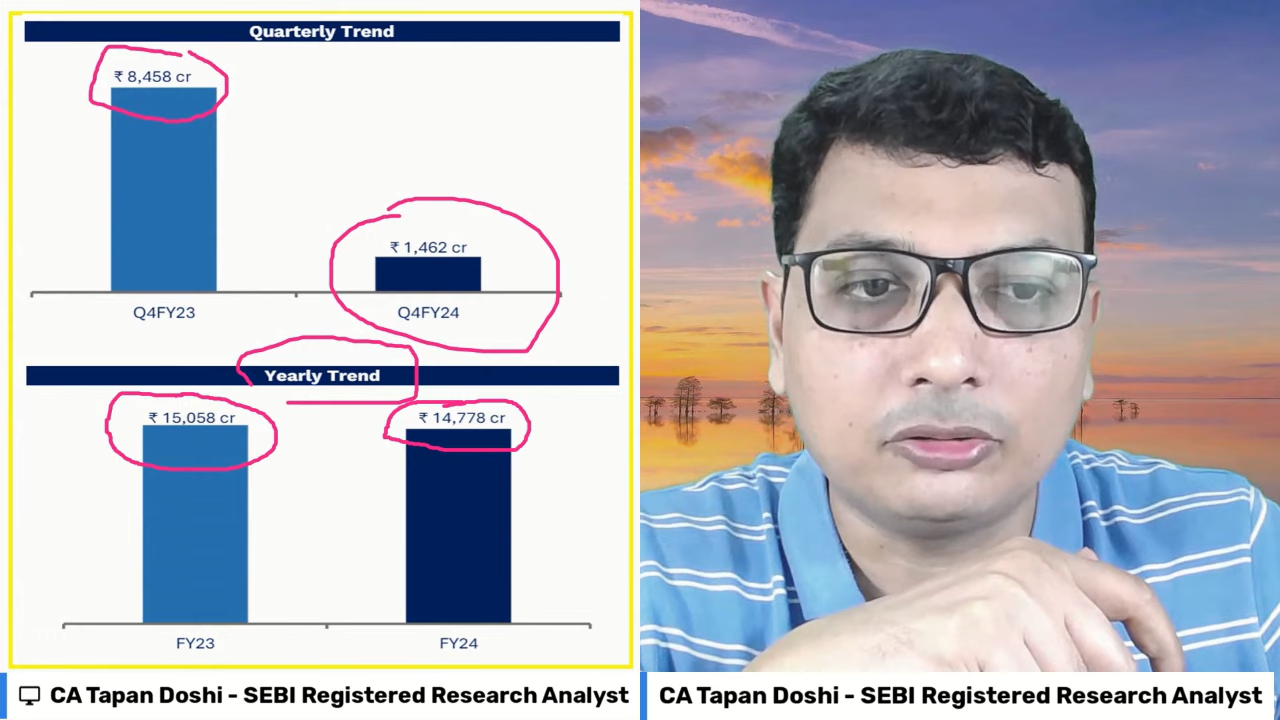 Quarterly Trend
₹ 8,458 cr
₹ 1,462 cr
Q4FY23
Q4FY24
Yearly Trend
₹ 15,058 cr
₹ 14,778 cr
FY23
FY24
CA Tapan Doshi - SEBI Registered Research Analyst
CA Tapan Doshi - SEBI Registered Research Analyst